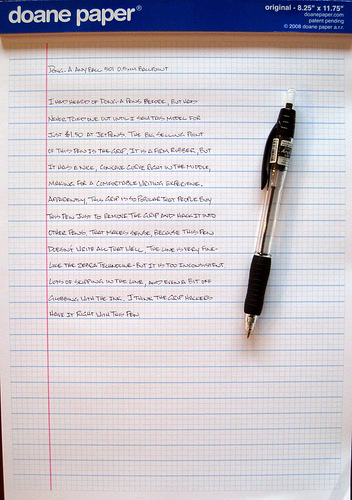 doane paper®
original - 8.25" x 11.75"
doanepaper.com
patent pending
© 2008 doane paper a.r.r.
Dong-A AnyBall 501 0.5mm Ballpoint
I had heard of Dong-A pens before, but had
never tried one out until I saw this model for
just $1.50 at JetPens. The big selling point
of this pen is the grip. It is a firm rubber, but
it has a nice, concave curve right in the middle,
making for a comfortable writing experience.
Apparently, this grip is so popular that people buy
this pen just to remove the grip and hack it into
other pens. That makes sense, because this pen
doesn't write all that well. The line is very fine-
like the Zebra Techniline-but it is too inconsistent.
Lots of skipping in the line, and even a bit of
globbing with the ink. I think the grip hackers
have it right with this pen.